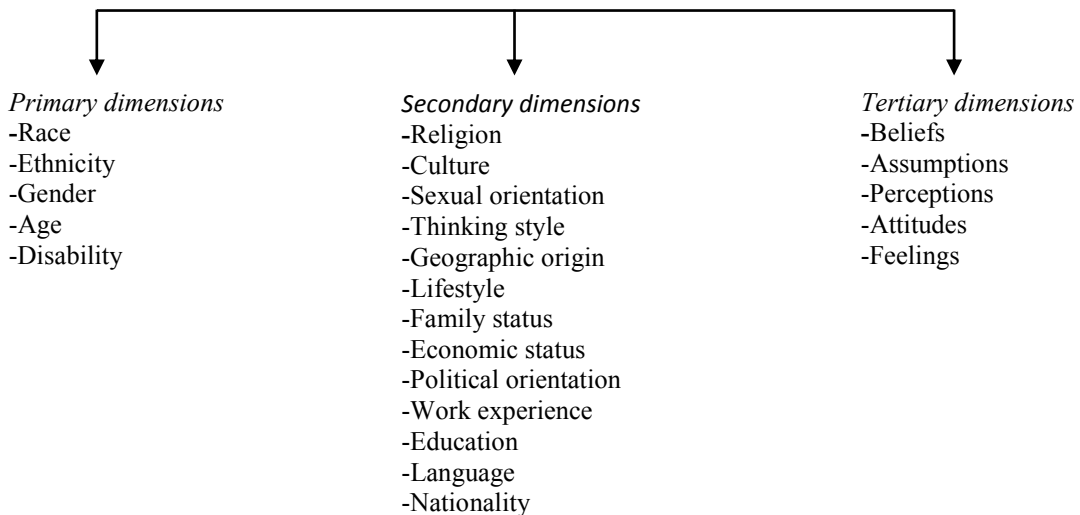 Primary dimensions
-Race
-Ethnicity
-Gender
-Age
-Disability
Secondary dimensions
-Religion
-Culture
-Sexual orientation
-Thinking style
-Geographic origin
-Lifestyle
-Family status
-Economic status
-Political orientation
-Work experience
-Education
-Language
-Nationality
Tertiary dimensions
-Beliefs
-Assumptions
-Perceptions
-Attitudes
-Feelings